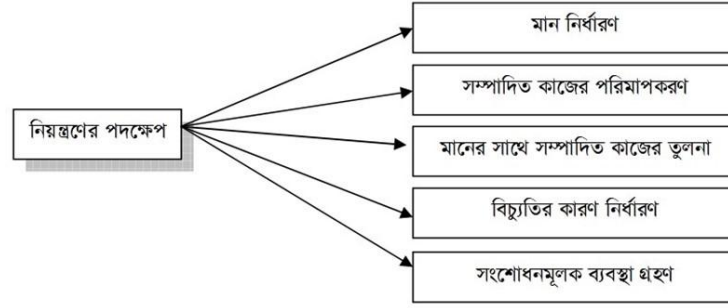 নিয়ন্ত্রণের পদক্ষেপ
মান নির্ধারণ
সম্পাদিত কাজের পরিমাপকরণ
মানের সাথে সম্পাদিত কাজের তুলনা
বিচ্যুতির কারণ নির্ধারণ
সংশোধনমূলক ব্যবস্থা গ্রহণ